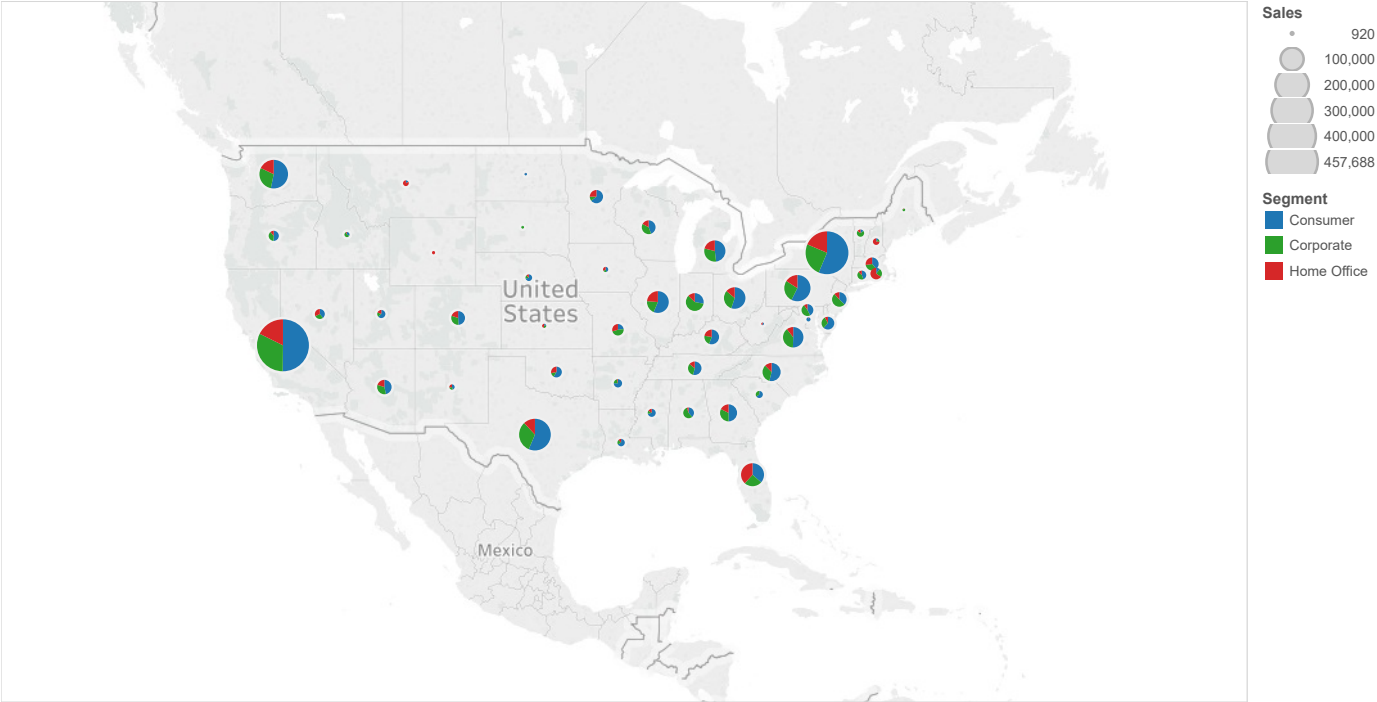 United
States
Mexico
Sales
920
100,000
200,000
300,000
400,000
457,688
Segment
Consumer
Corporate
Home Office